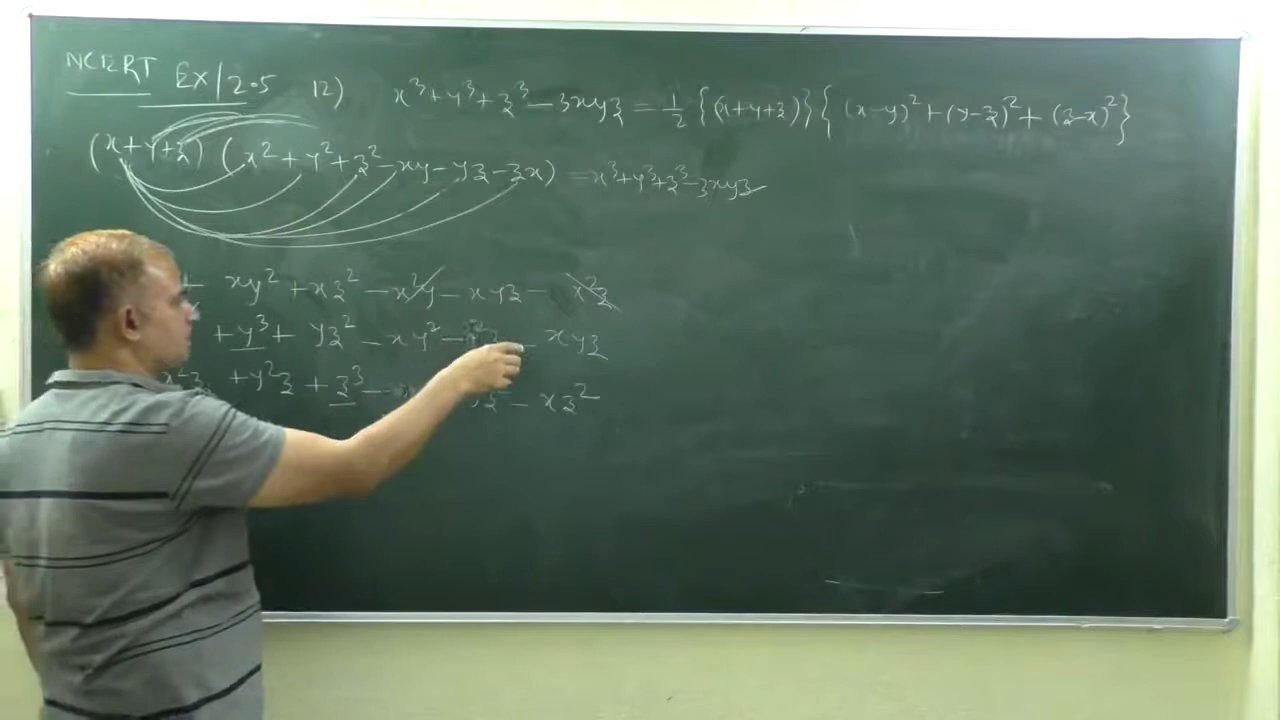 NCERT EX/2.5 12) x³+y³+z³-3xyz=1/2{(x+y+z)}{(x-y)²+(y-z)²+(z-x)²}
(x+y+z)(x²+y²+z²-xy-yz-zx)=x³+y³+z³-3xyz
+ xy²+xz²-x²y-xyz-x²z
+y³+yz²-xy²- - xyz
x²z +y²z+z³- - xz²